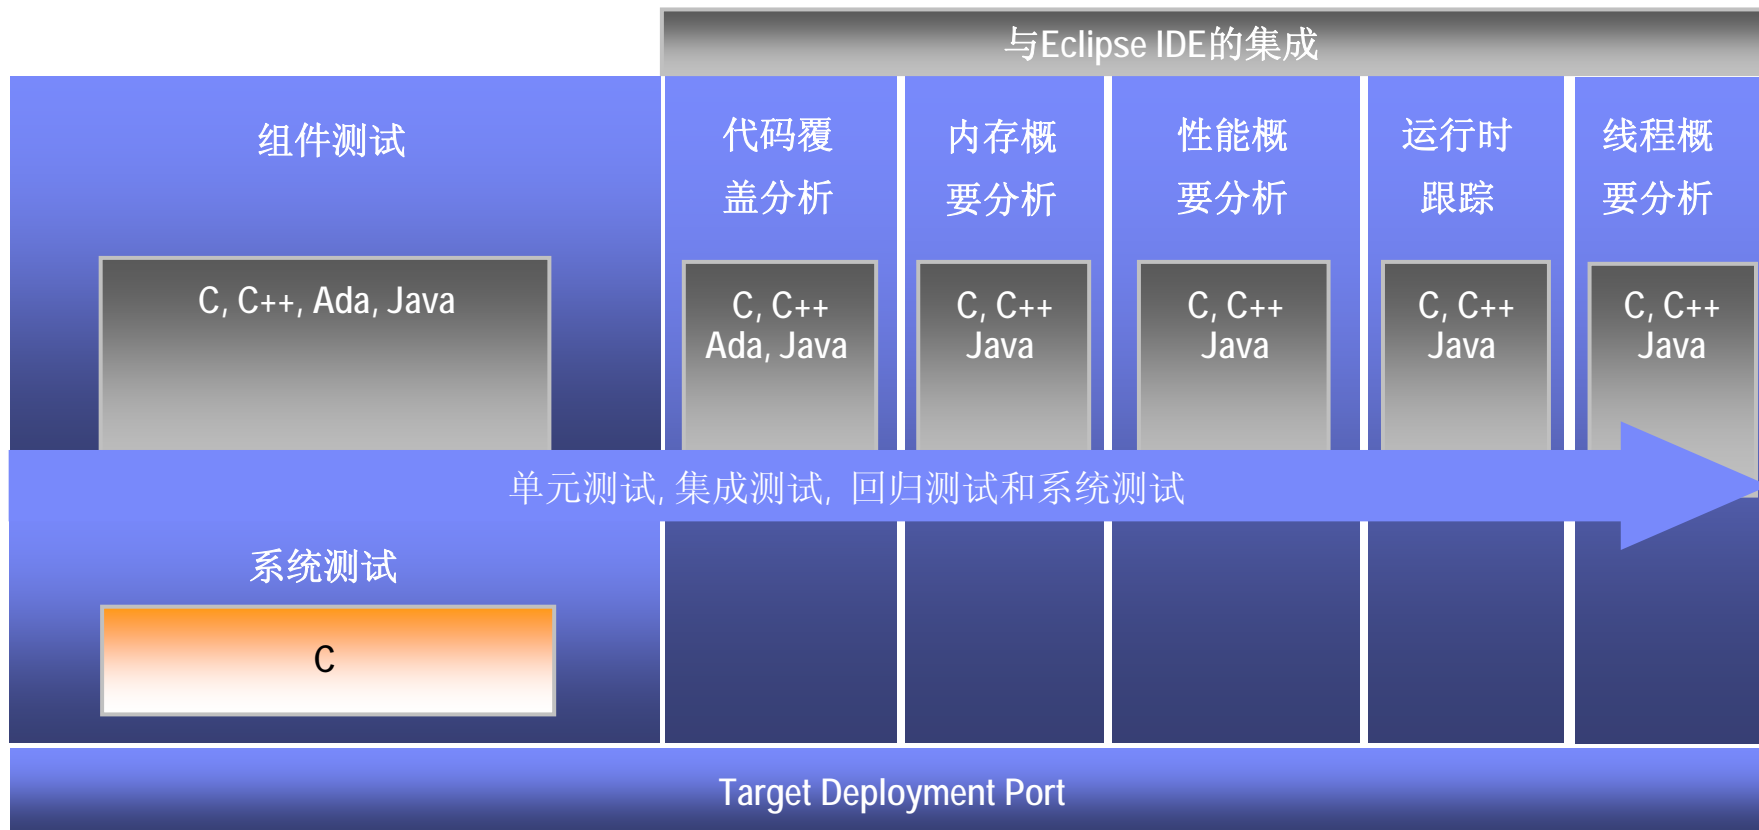 与Eclipse IDE的集成
组件测试
C, C++, Ada, Java
代码覆
盖分析
C, C++
Ada, Java
内存概
要分析
C, C++
Java
性能概
要分析
C, C++
Java
运行时
跟踪
C, C++
Java
线程概
要分析
C, C++
Java
单元测试, 集成测试, 回归测试和系统测试
系统测试
C
Target Deployment Port